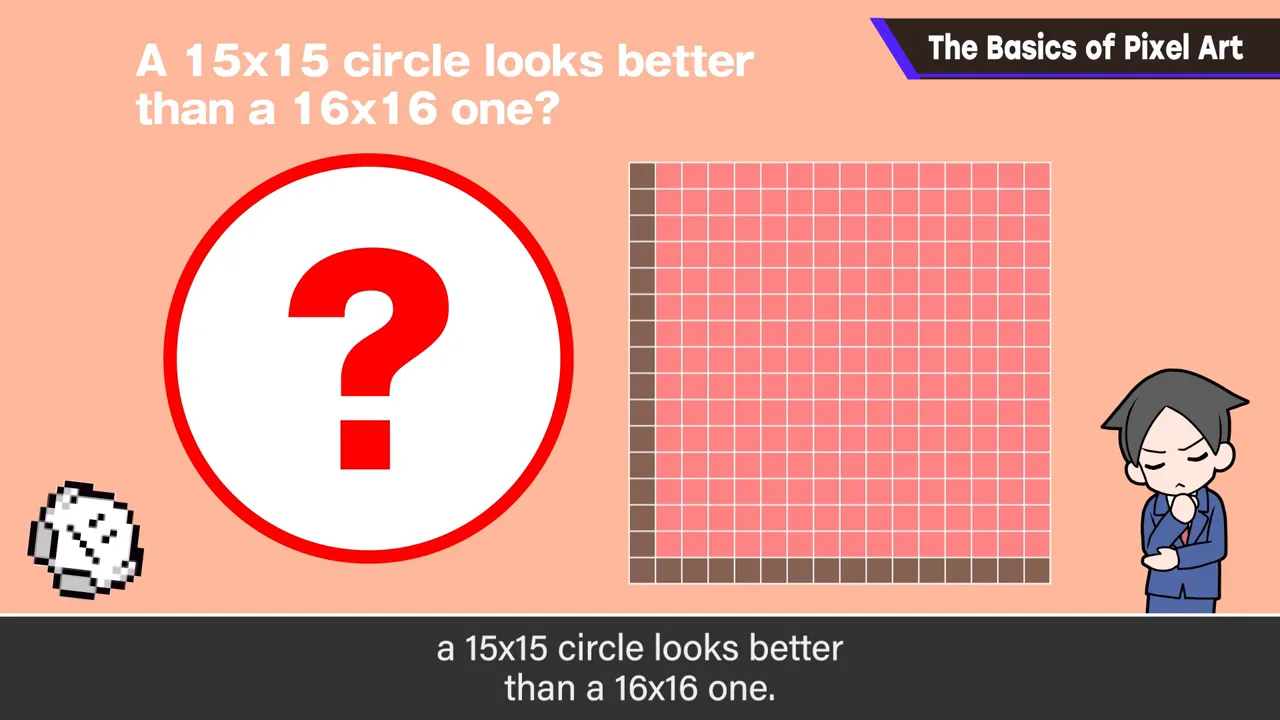 A 15x15 circle looks better
than a 16x16 one?
The Basics of Pixel Art
?
a 15x15 circle looks better
than a 16x16 one.